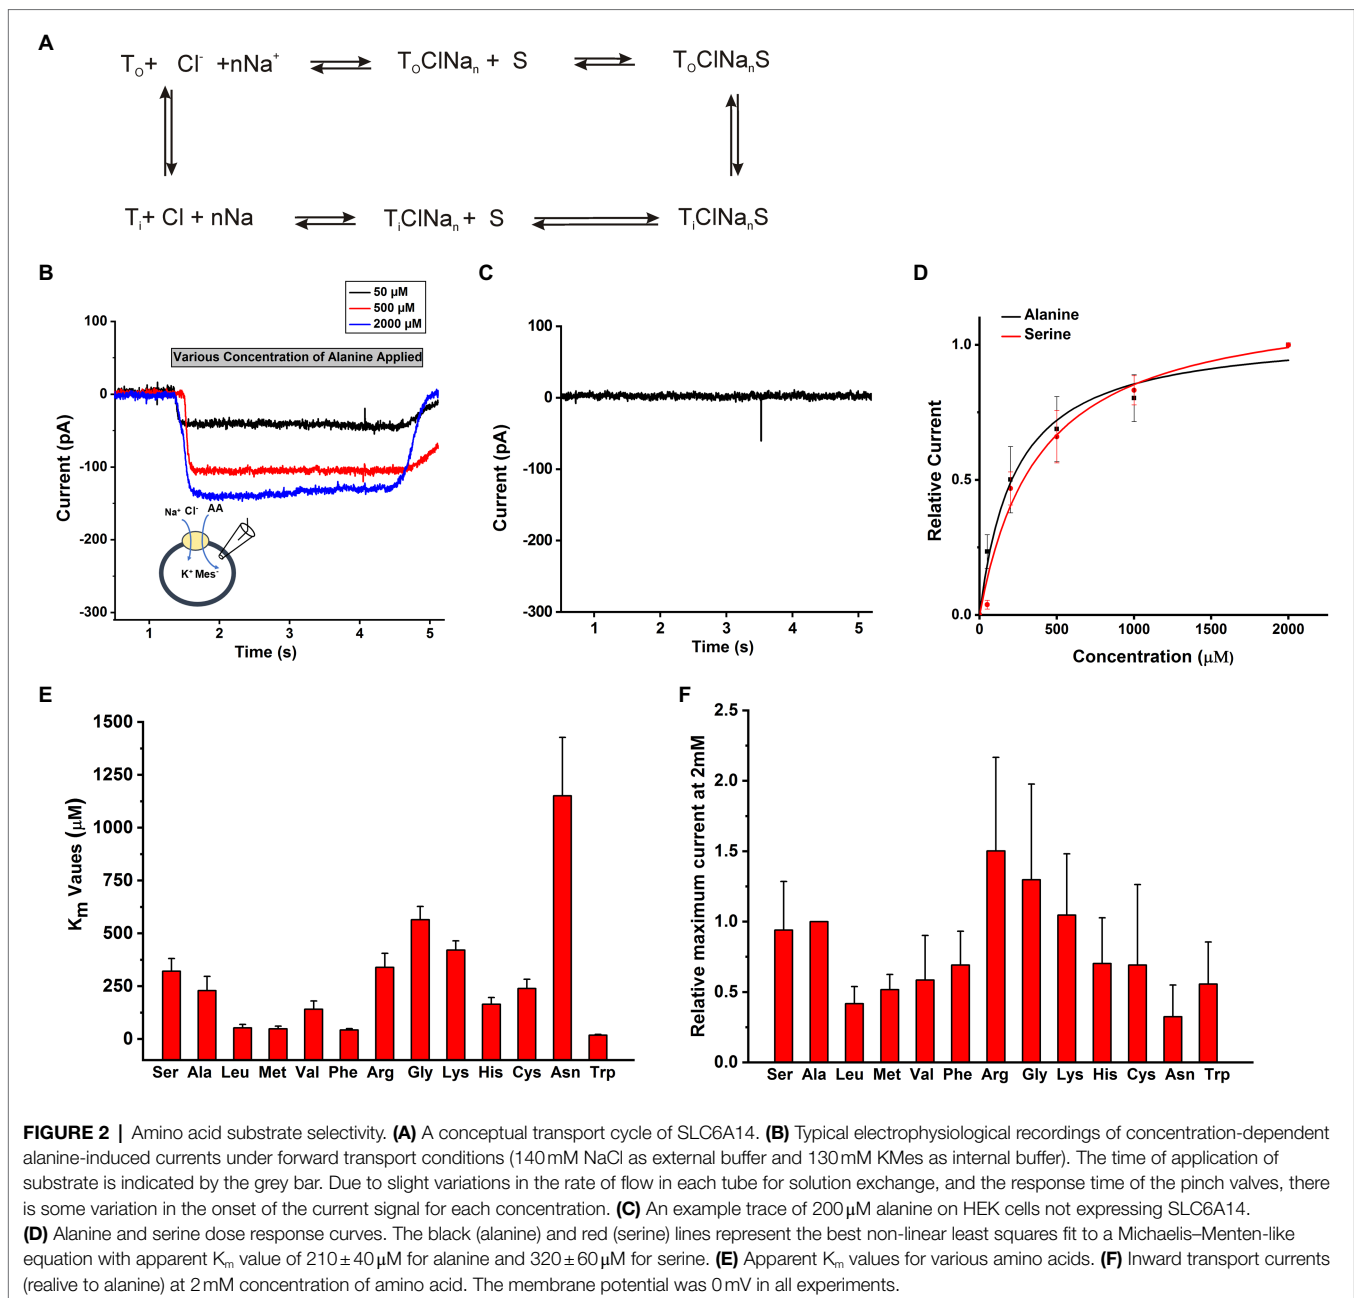 A
T_O + Cl⁻ +nNa⁺ T_OClNa_n + S T_OClNa_nS
T_i+ Cl + nNa T_iClNa_n + S T_iClNa_nS
B
50 µM
500 µM
2000 µM
Various Concentration of Alanine Applied
100
0
-100
-200
-300
Current (pA)
1 2 3 4 5
Time (s)
Na⁺ Cl⁻ AA
K⁺ Mes⁻
C
100
0
-100
-200
-300
Current (pA)
1 2 3 4 5
Time (s)
D
Alanine
Serine
1.0
0.5
0.0
Relative Current
0 500 1000 1500 2000
Concentration (µM)
E
1500
1250
1000
750
500
250
0
K_m Vaues (µM)
Ser Ala Leu Met Val Phe Arg Gly Lys His Cys Asn Trp
F
2.5
2.0
1.5
1.0
0.5
0.0
Relative maximum current at 2mM
Ser Ala Leu Met Val Phe Arg Gly Lys His Cys Asn Trp
FIGURE 2 | Amino acid substrate selectivity. (A) A conceptual transport cycle of SLC6A14. (B) Typical electrophysiological recordings of concentration-dependent
alanine-induced currents under forward transport conditions (140 mM NaCl as external buffer and 130 mM KMes as internal buffer). The time of application of
substrate is indicated by the grey bar. Due to slight variations in the rate of flow in each tube for solution exchange, and the response time of the pinch valves, there
is some variation in the onset of the current signal for each concentration. (C) An example trace of 200 µM alanine on HEK cells not expressing SLC6A14.
(D) Alanine and serine dose response curves. The black (alanine) and red (serine) lines represent the best non-linear least squares fit to a Michaelis–Menten-like
equation with apparent K_m value of 210 ± 40 µM for alanine and 320 ± 60 µM for serine. (E) Apparent K_m values for various amino acids. (F) Inward transport currents
(realive to alanine) at 2 mM concentration of amino acid. The membrane potential was 0 mV in all experiments.